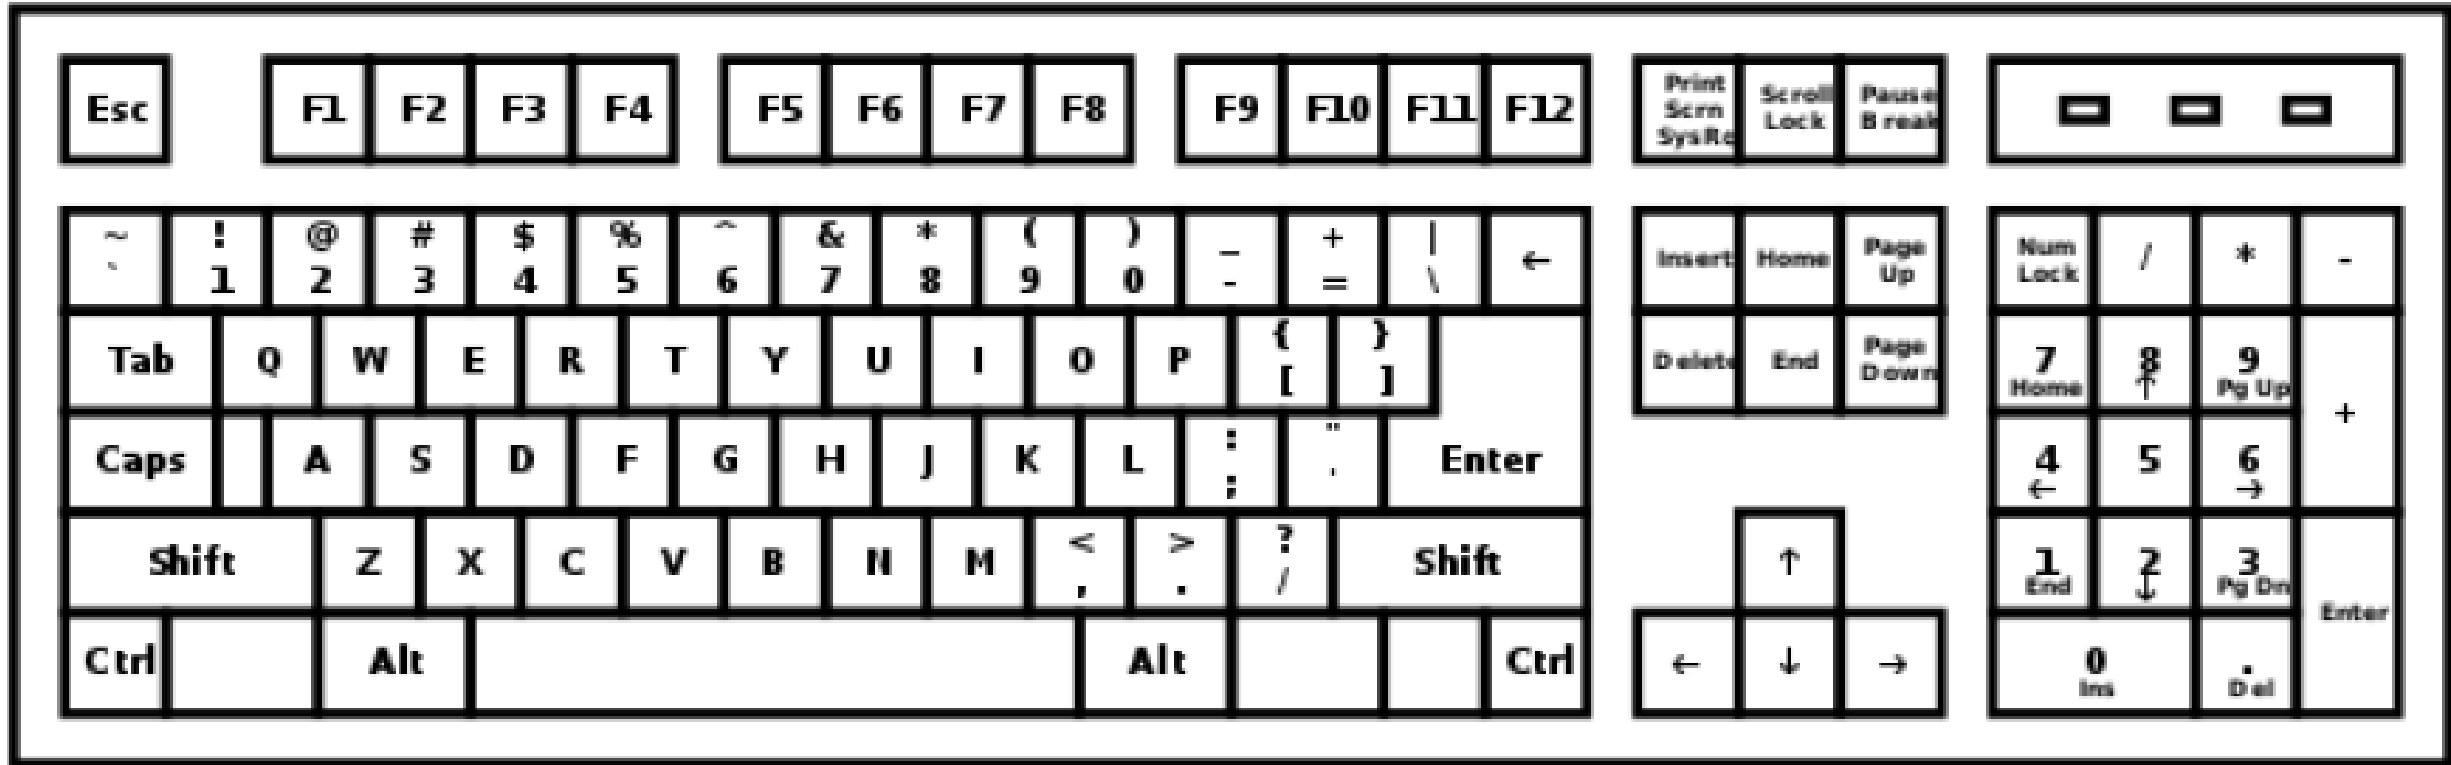 Esc F1 F2 F3 F4 F5 F6 F7 F8 F9 F10 F11 F12
Print
Scrn
SysRq
Scroll
Lock
Pause
Break
~ ! @ # $ % ^ & * ( ) _ + |
` 1 2 3 4 5 6 7 8 9 0 - = \ ←
Insert Home
Page
Up
Num
Lock
/ * -
Tab Q W E R T Y U I O P
{ }
[ ]
Delete End
Page
Down
7 8 9
Home ↑ Pg Up
+
Caps A S D F G H J K L
: "
; '
Enter
4 5 6
← →
Shift Z X C V B N M
< > ?
, . /
Shift
↑
1 2 3
End ↓ Pg Dn
Enter
Ctrl Alt Alt Ctrl
← ↓ →
0 .
Ins Del